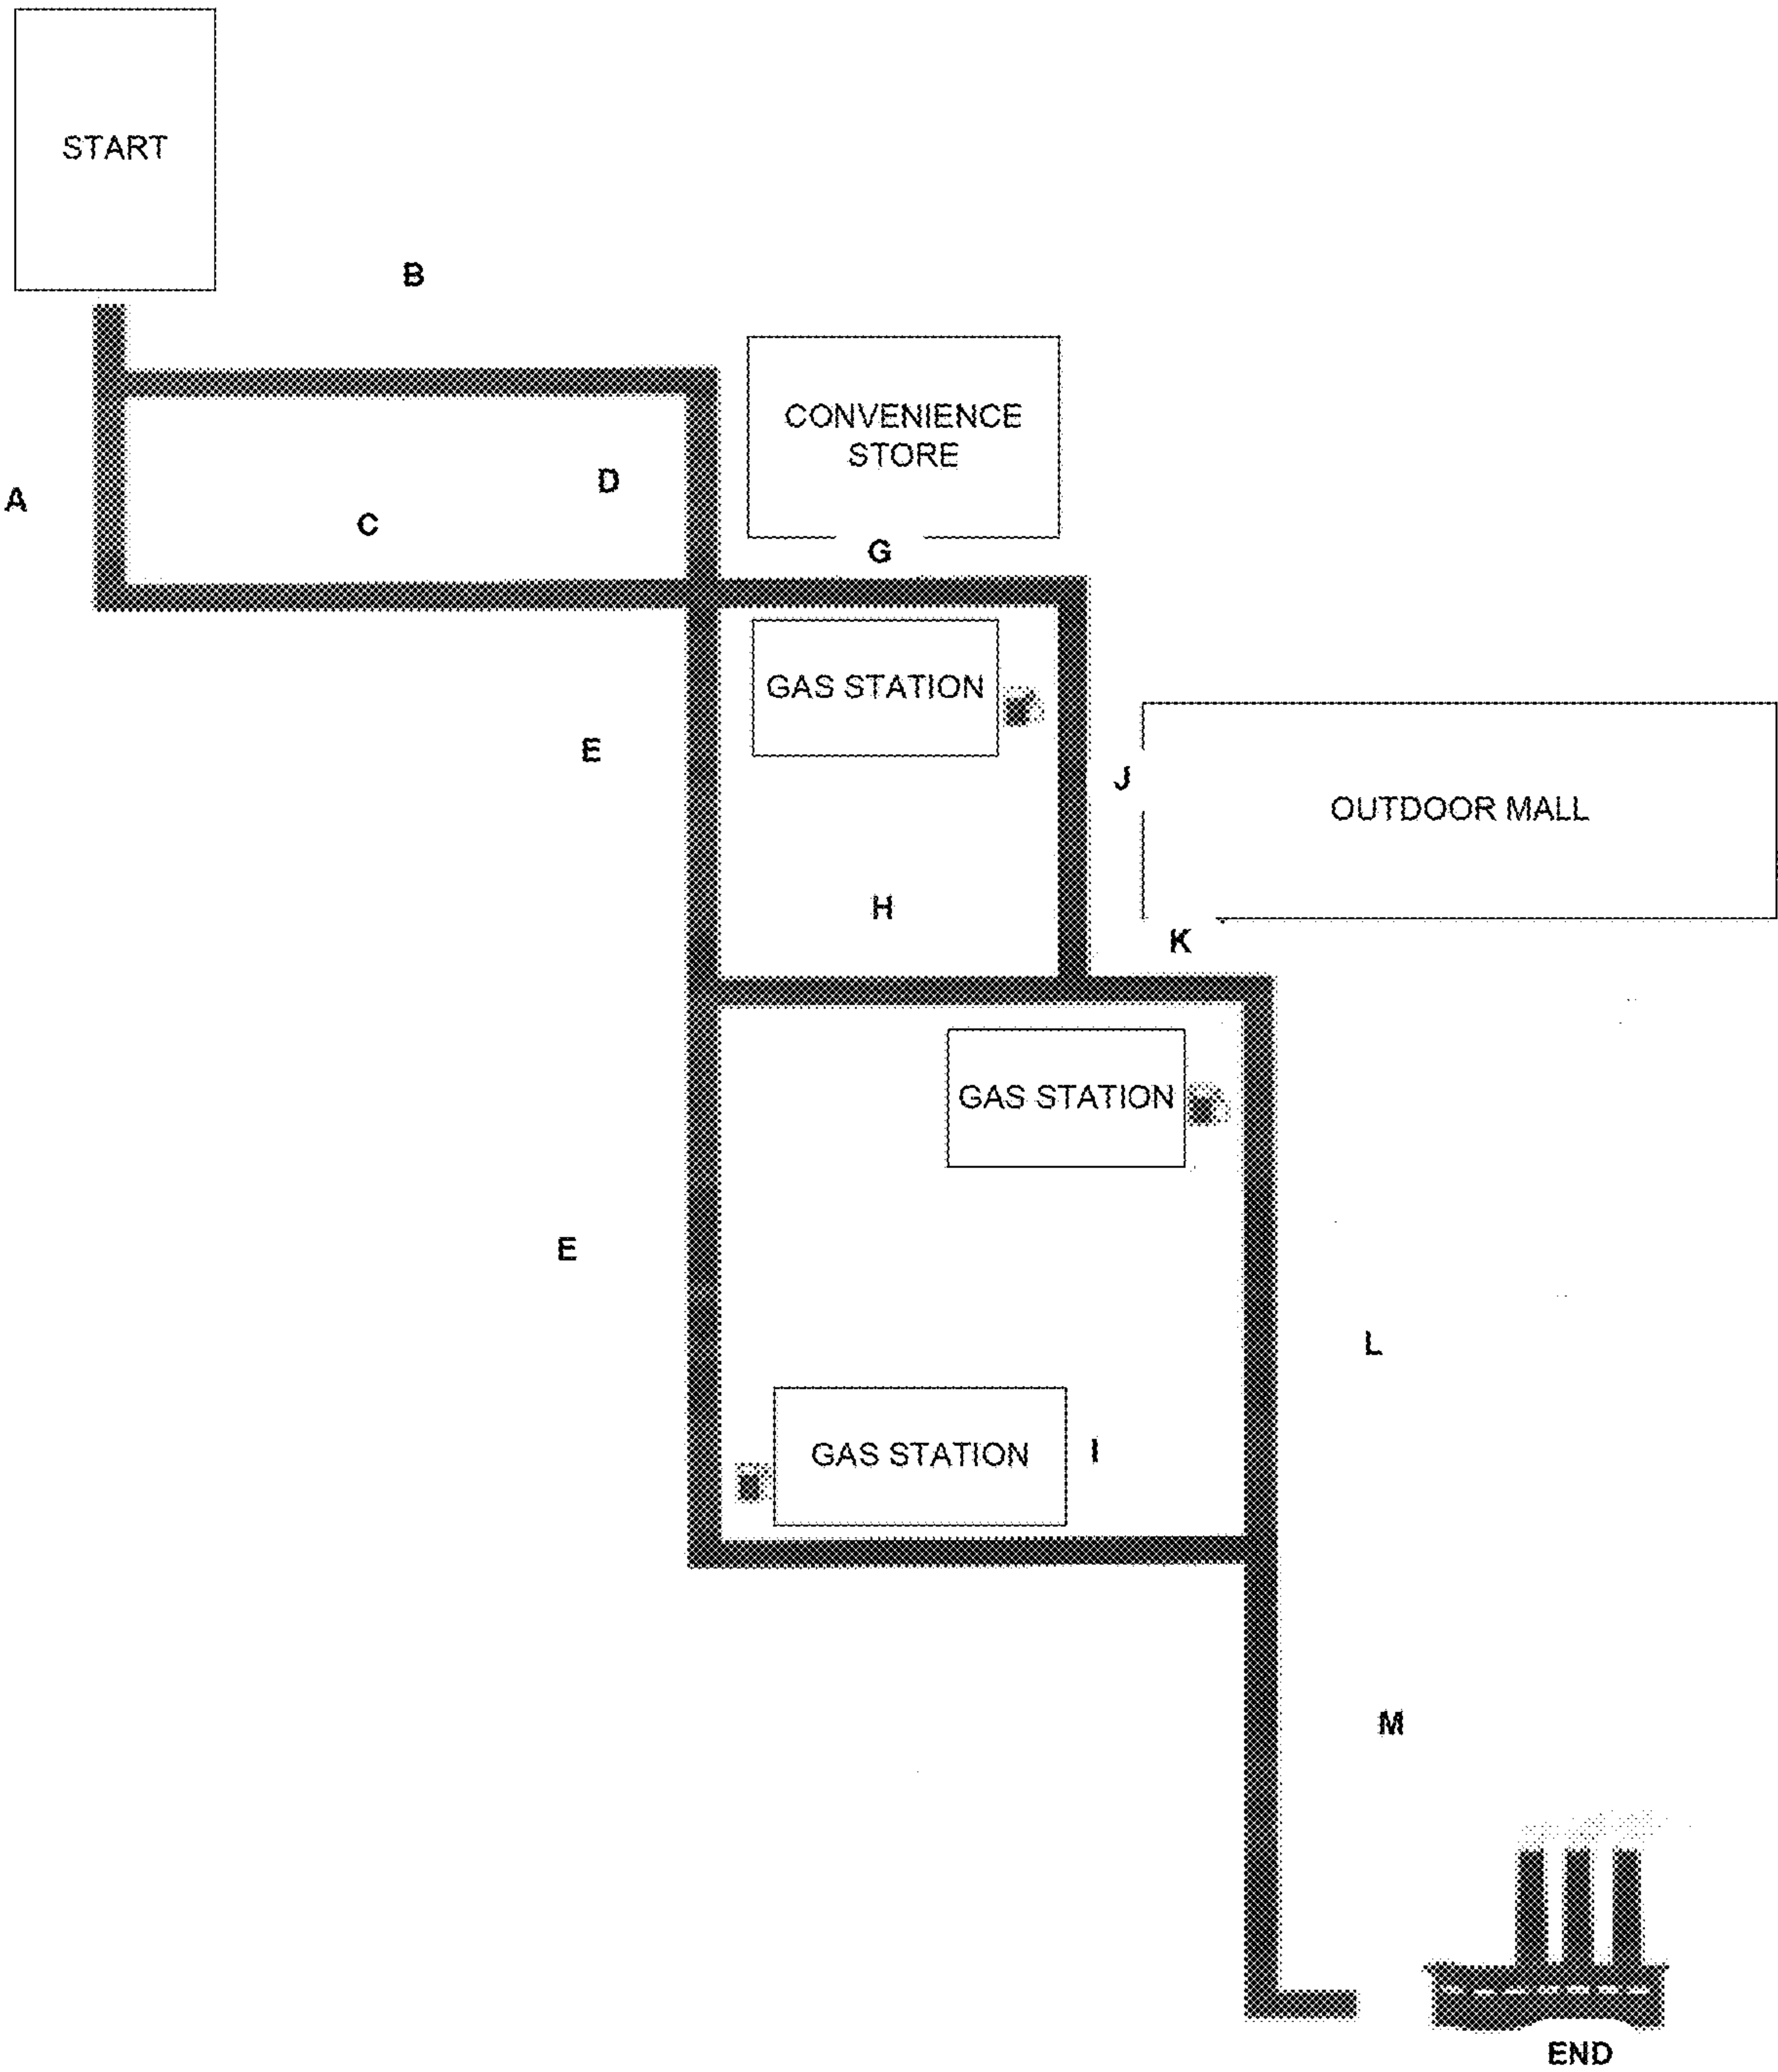 START
B
CONVENIENCE
STORE
D
A
C
G
GAS STATION
E
J
OUTDOOR MALL
H
K
GAS STATION
E
L
GAS STATION
I
M
END